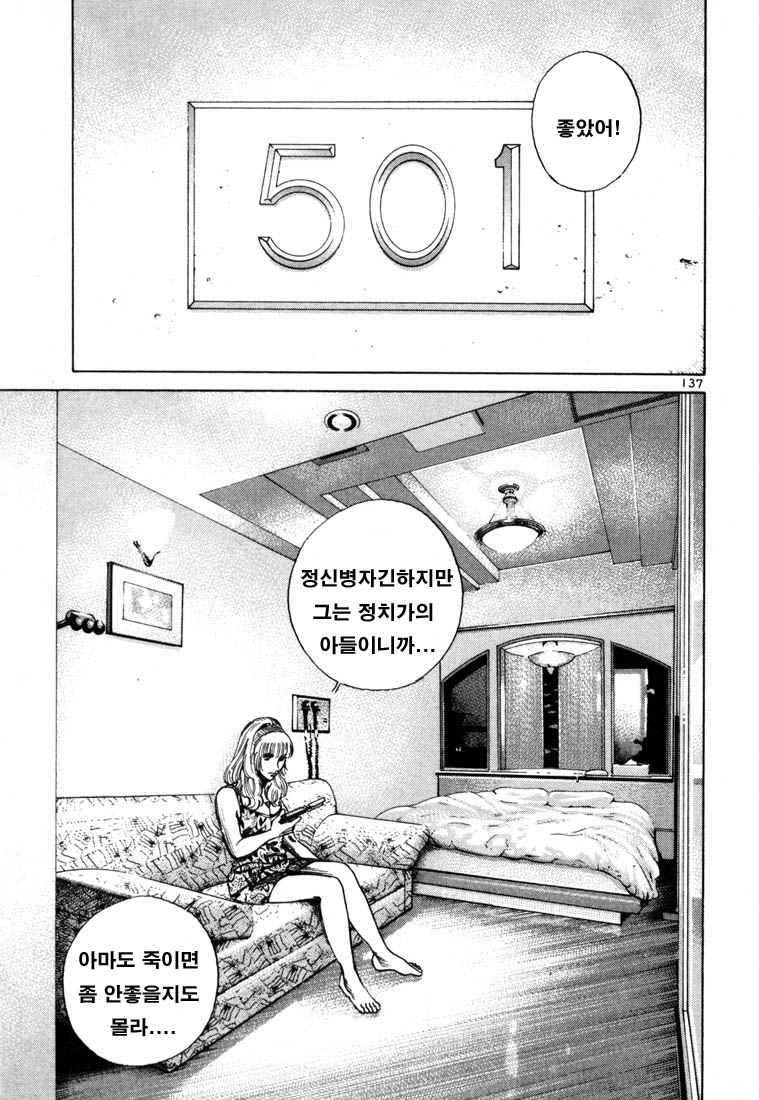 501
좋았어!
137
정신병자긴하지만
그는 정치가의
아들이니까...
아마도 죽이면
좀 안좋을지도
몰라....